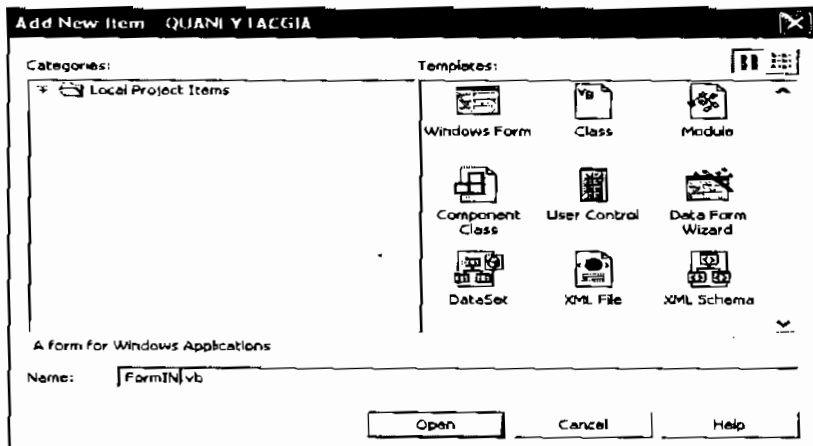 Add New Item QUANLYTACGIA
Categories:
Templates:
Local Project Items
Windows Form
Class
Module
Component Class
User Control
Data Form Wizard
DataSet
XML File
XML Schema
A form for Windows Applications
Name:
FormIN.vb
Open
Cancel
Help